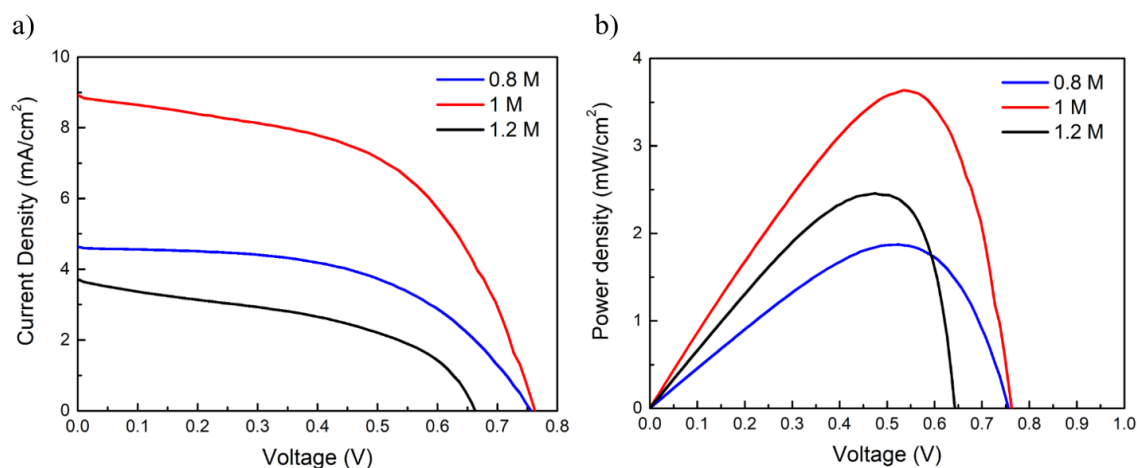 a)
10
8
6
4
2
0
Current Density (mA/cm²)
0.8 M
1 M
1.2 M
0.0 0.1 0.2 0.3 0.4 0.5 0.6 0.7 0.8
Voltage (V)
b)
4
3
2
1
0
Power density (mW/cm²)
0.8 M
1 M
1.2 M
0.0 0.1 0.2 0.3 0.4 0.5 0.6 0.7 0.8 0.9 1.0
Voltage (V)